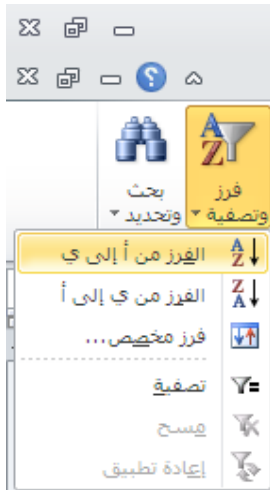 فرز وتصفية
بحث وتحديد
الفرز من أ إلى ي
الفرز من ي إلى أ
فرز مخصص...
تصفية
مسح
إعادة تطبيق